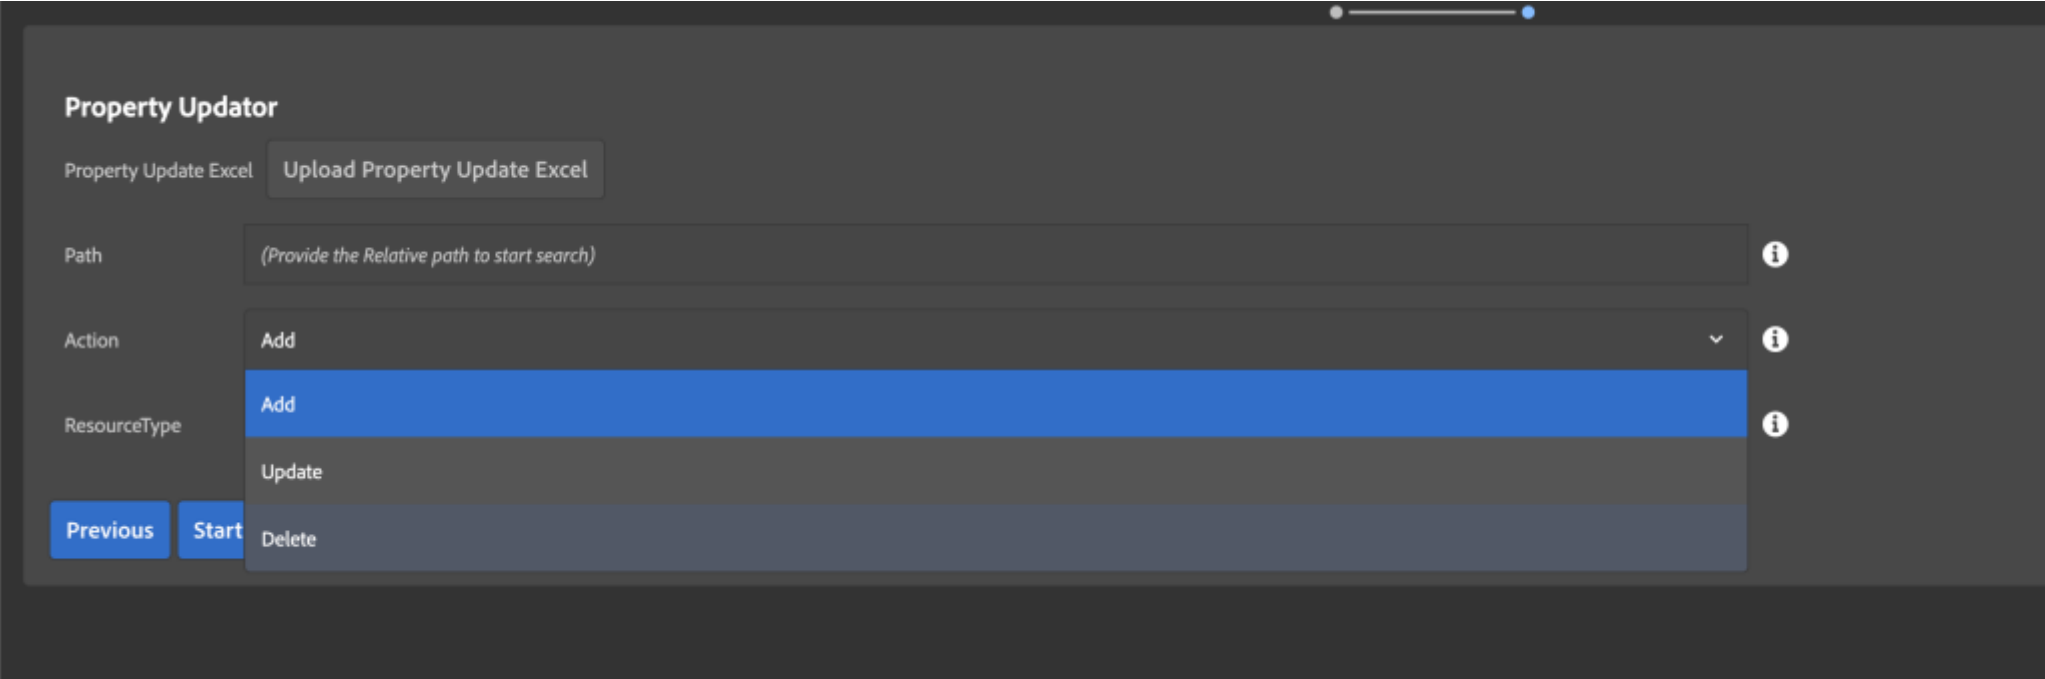 Property Updator
Property Update Excel Upload Property Update Excel
Path (Provide the Relative path to start search)
Action Add
Add
ResourceType
Update
Previous Start
Delete